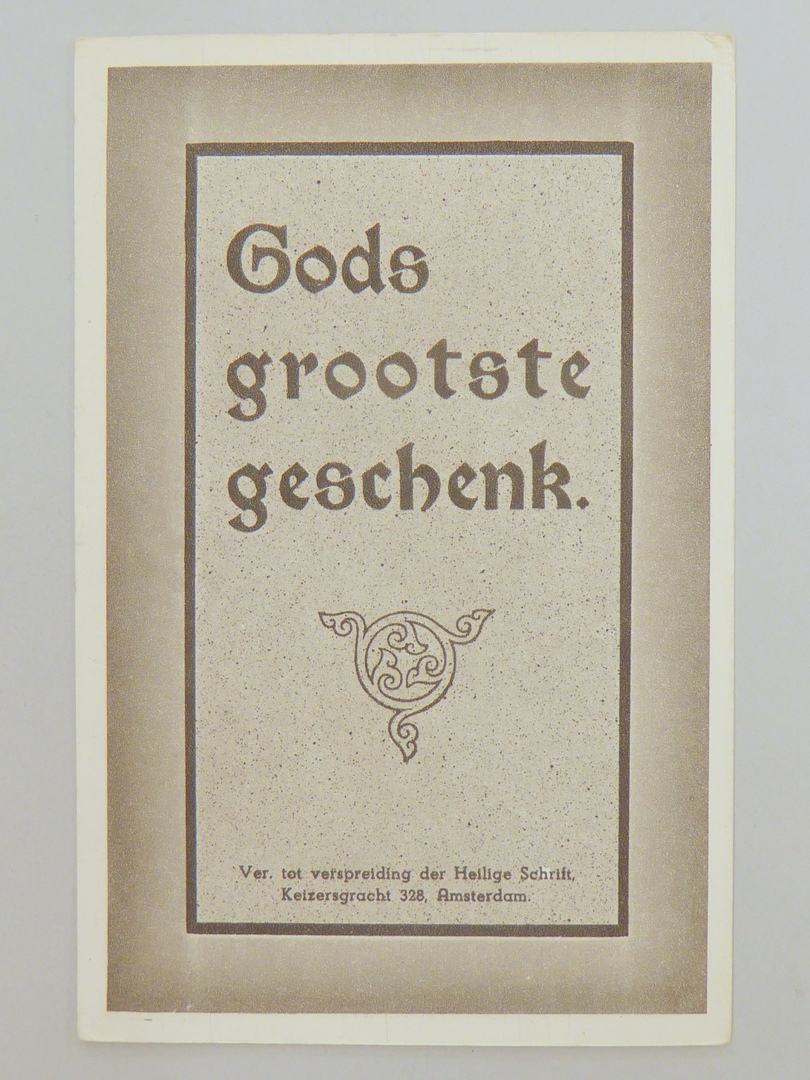 Gods
grootste
geschenk.
Ver. tot verspreiding der Heilige Schrift,
Keizersgracht 328, Amsterdam.